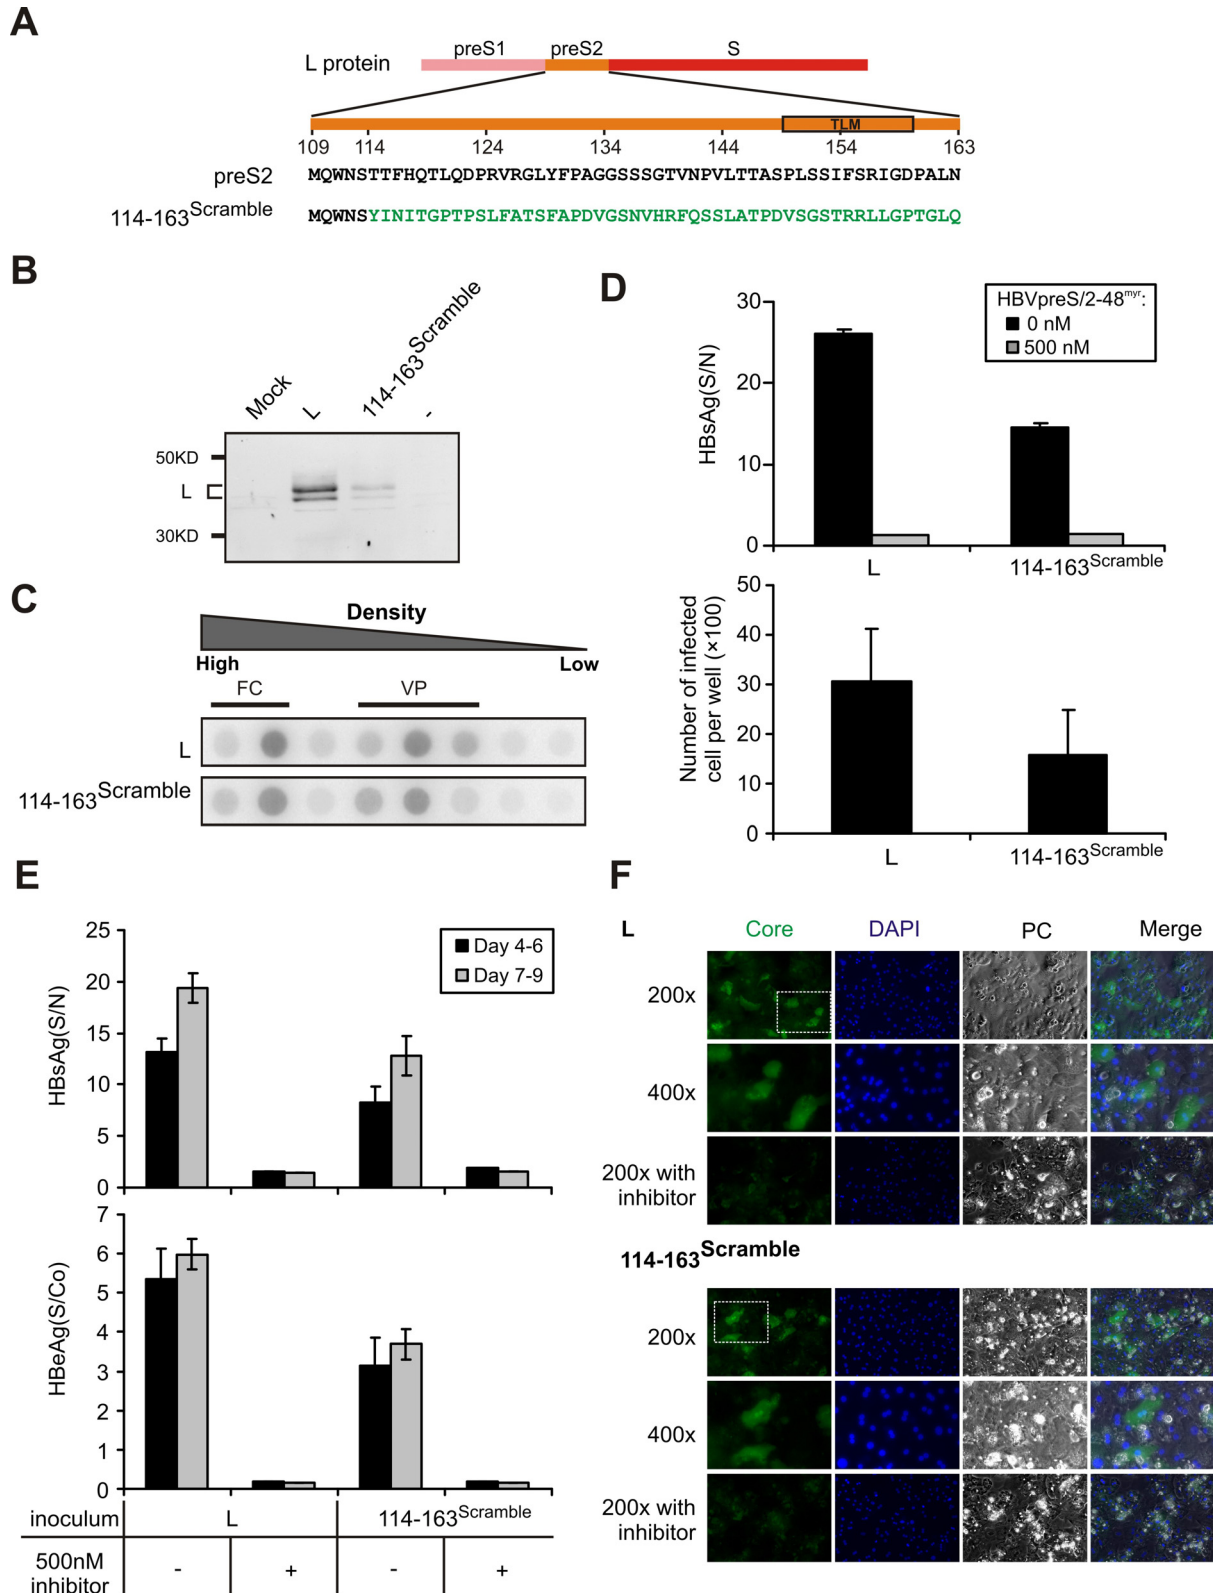 A
L protein
preS1 preS2 S
TLM
109 114 124 134 144 154 163
preS2 MQWNSTTFHQTLQDPRVRGLYFPAGGSSSGTVNPVLTTASPLSSIFSRIGDPALN
114-163Scramble MQWNSYINITGPTPSLFATSFAPDVGSNVHRFQSSLATPDVSGSTRRLLGPTGLQ
B
Mock L 114-163Scramble -
50KD
L
30KD
C
Density
High Low
FC VP
L
114-163Scramble
D
HBVpreS/2-48myr:
0 nM
500 nM
HBsAg(S/N)
30
20
10
0
L 114-163Scramble
Number of infected
cell per well (×100)
50
40
30
20
10
0
L 114-163Scramble
E
Day 4-6
Day 7-9
HBsAg(S/N)
25
20
15
10
5
0
HBeAg(S/Co)
7
6
5
4
3
2
1
0
inoculum L 114-163Scramble
500nM
inhibitor - + - +
F
L Core DAPI PC Merge
200x
400x
200x with
inhibitor
114-163Scramble
200x
400x
200x with
inhibitor